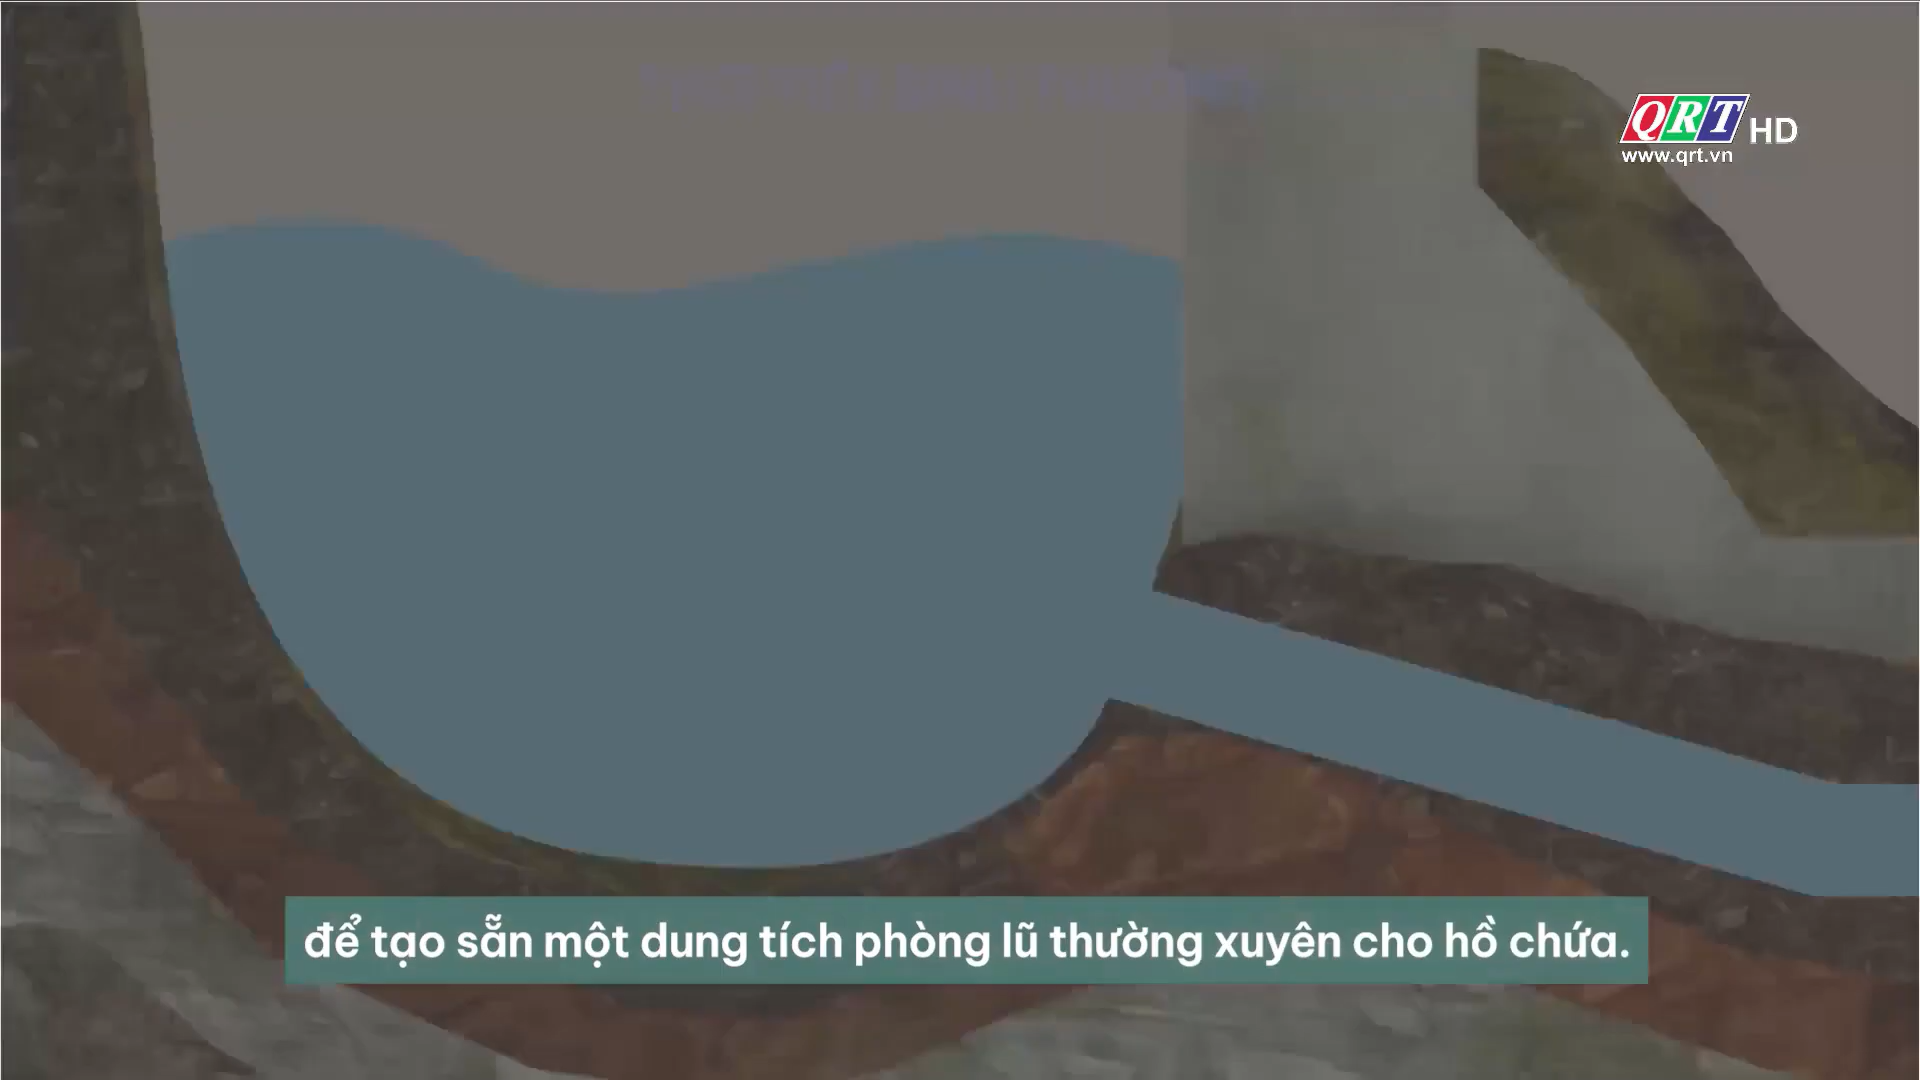 QRT HD
www.qrt.vn
để tạo sẵn một dung tích phòng lũ thường xuyên cho hồ chứa.